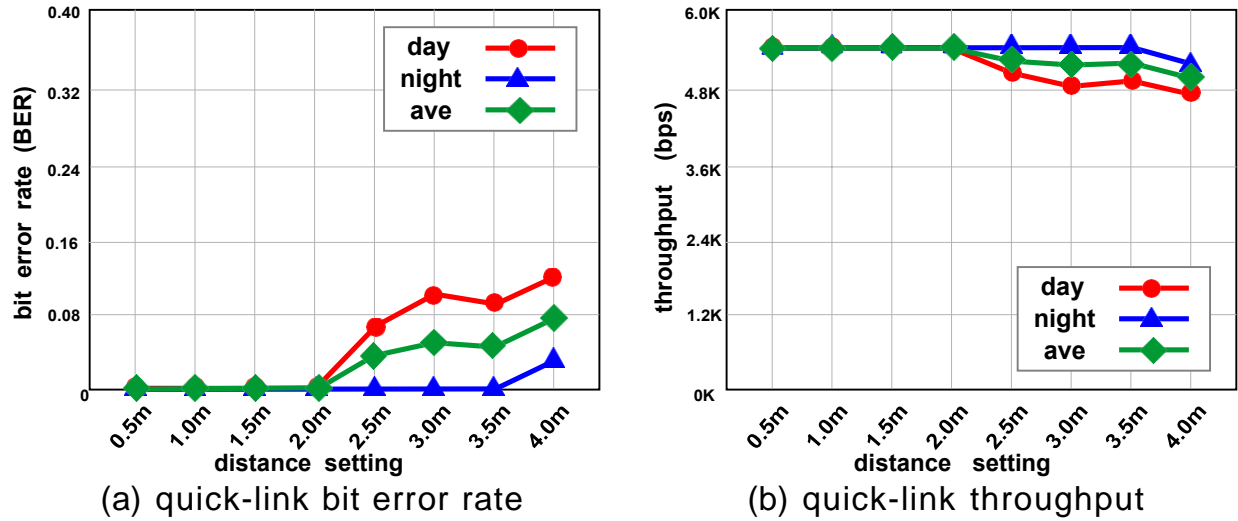 0.40
0.32
0.24
0.16
0.08
0
bit error rate (BER)
day
night
ave
0.5m
1.0m
1.5m
2.0m
2.5m
3.0m
3.5m
4.0m
distance setting
(a) quick-link bit error rate
6.0K
4.8K
3.6K
2.4K
1.2K
0K
throughput (bps)
day
night
ave
0.5m
1.0m
1.5m
2.0m
2.5m
3.0m
3.5m
4.0m
distance setting
(b) quick-link throughput